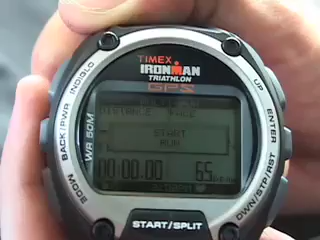 TIMEX
IRONMAN
TRIATHLON
GPS
INDIGLO
BACK/PWR
WR 50M
MODE
UP
ENTER
DWN/STP/RST
DISTANCE PACE
START
RUN
00:00.00
START/SPLIT